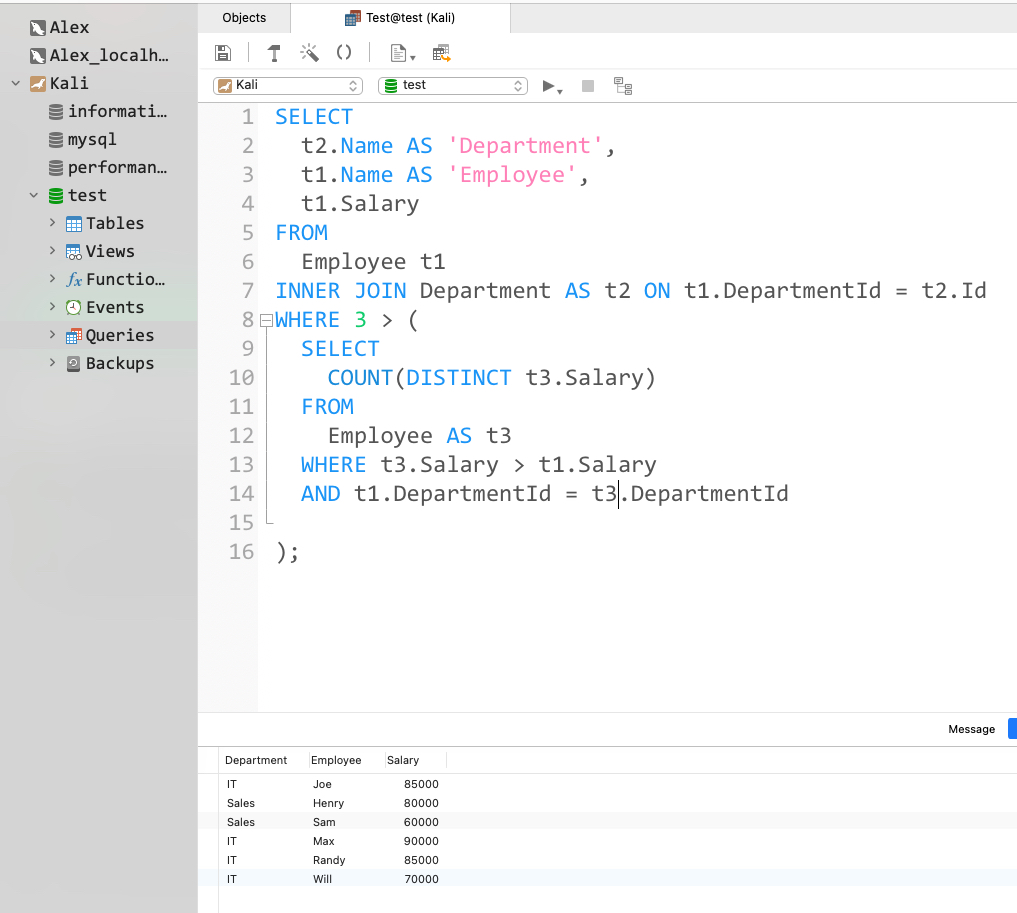 Objects
Test@test (Kali)
Alex
Alex_localh…
Kali
informati…
mysql
performan…
test
Tables
Views
fx Functio…
Events
Queries
Backups
Kali
test
1 SELECT
2 t2.Name AS 'Department',
3 t1.Name AS 'Employee',
4 t1.Salary
5 FROM
6 Employee t1
7 INNER JOIN Department AS t2 ON t1.DepartmentId = t2.Id
8 WHERE 3 > (
9 SELECT
10 COUNT(DISTINCT t3.Salary)
11 FROM
12 Employee AS t3
13 WHERE t3.Salary > t1.Salary
14 AND t1.DepartmentId = t3.DepartmentId
15
16 );
Message
Department Employee Salary
IT Joe 85000
Sales Henry 80000
Sales Sam 60000
IT Max 90000
IT Randy 85000
IT Will 70000